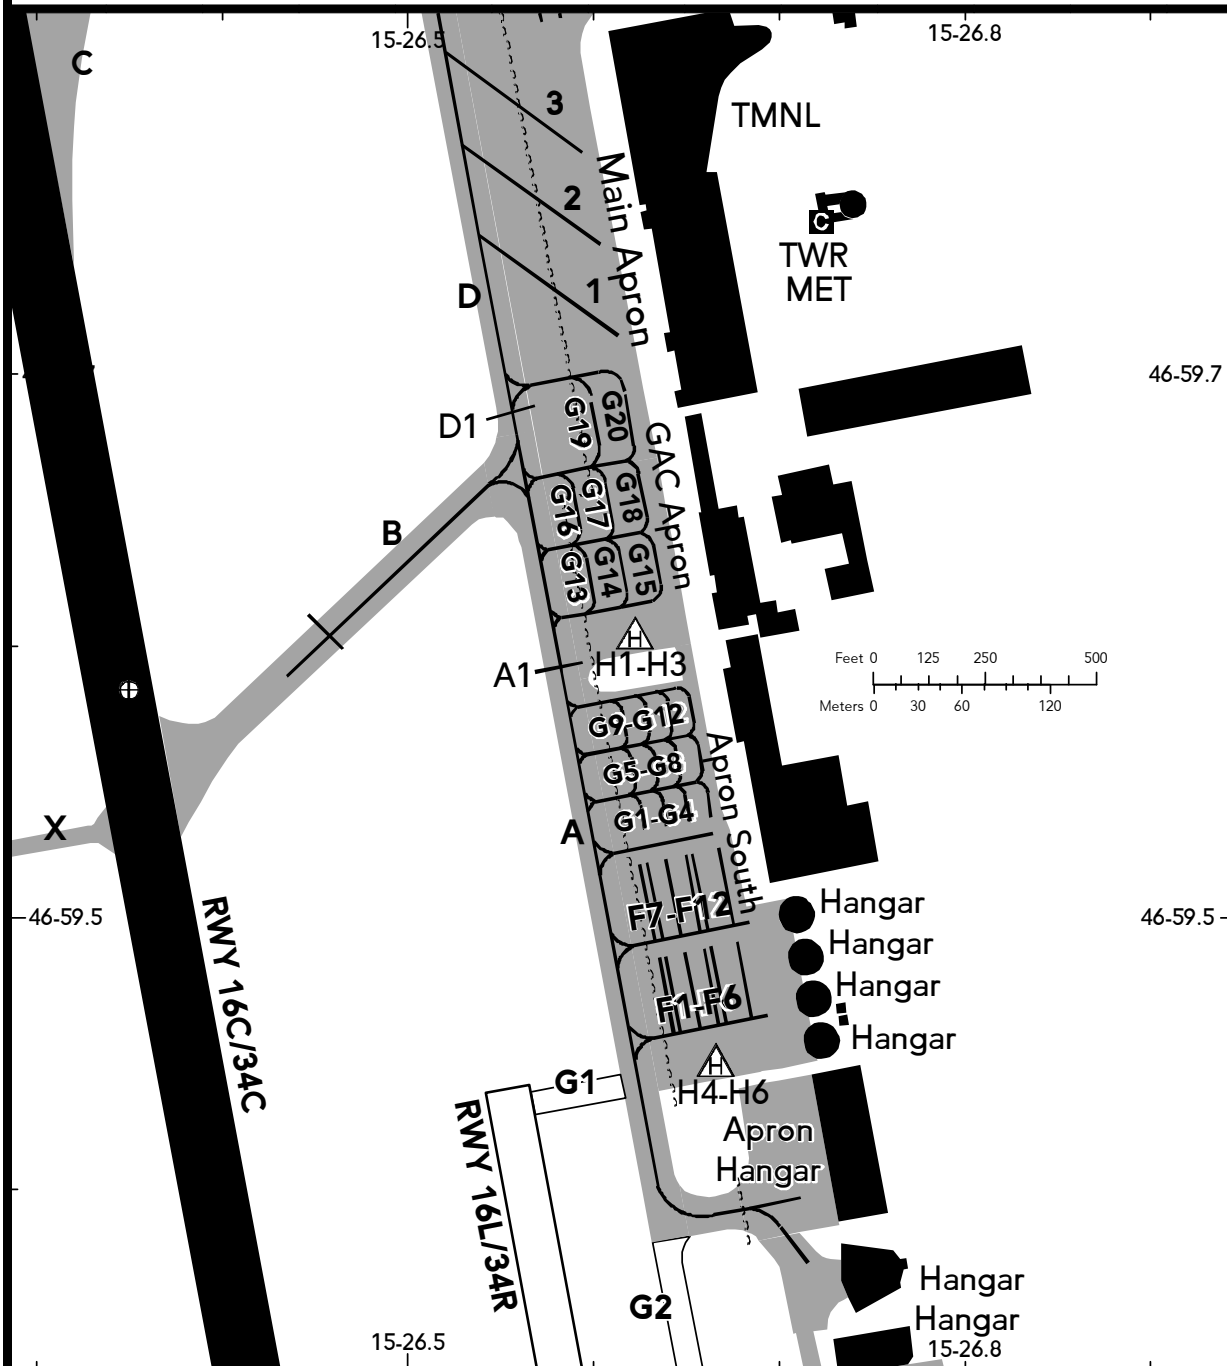 15-26.5
15-26.8
C
3
TMNL
2
Main Apron
C
TWR
MET
D
1
46-59.7
D1
G19
G20
GAC Apron
B
G16
G17
G18
G13
G14
G15
H
A1
H1-H3
Feet 0 125 250 500
Meters 0 30 60 120
G9-G12
G5-G8
Apron South
X
A
G1-G4
46-59.5
RWY 16C/34C
F7-F12
Hangar
46-59.5
Hangar
Hangar
F1-F6
Hangar
H
G1
H4-H6
RWY 16L/34R
Apron
Hangar
G2
Hangar
Hangar
15-26.5
15-26.8